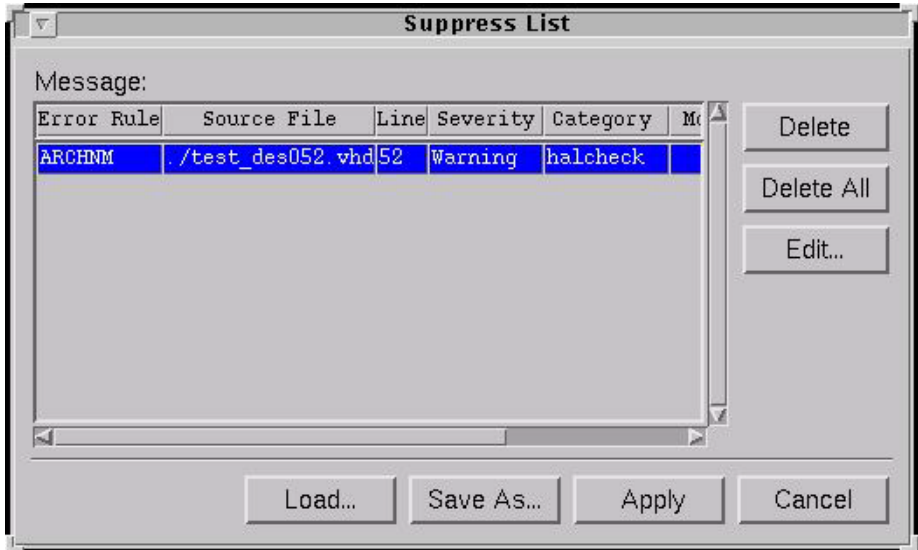 Suppress List
Message:
Error Rule Source File Line Severity Category Mo
ARCHNM ./test_des052.vhd 52 Warning halcheck
Delete
Delete All
Edit...
Load... Save As... Apply Cancel